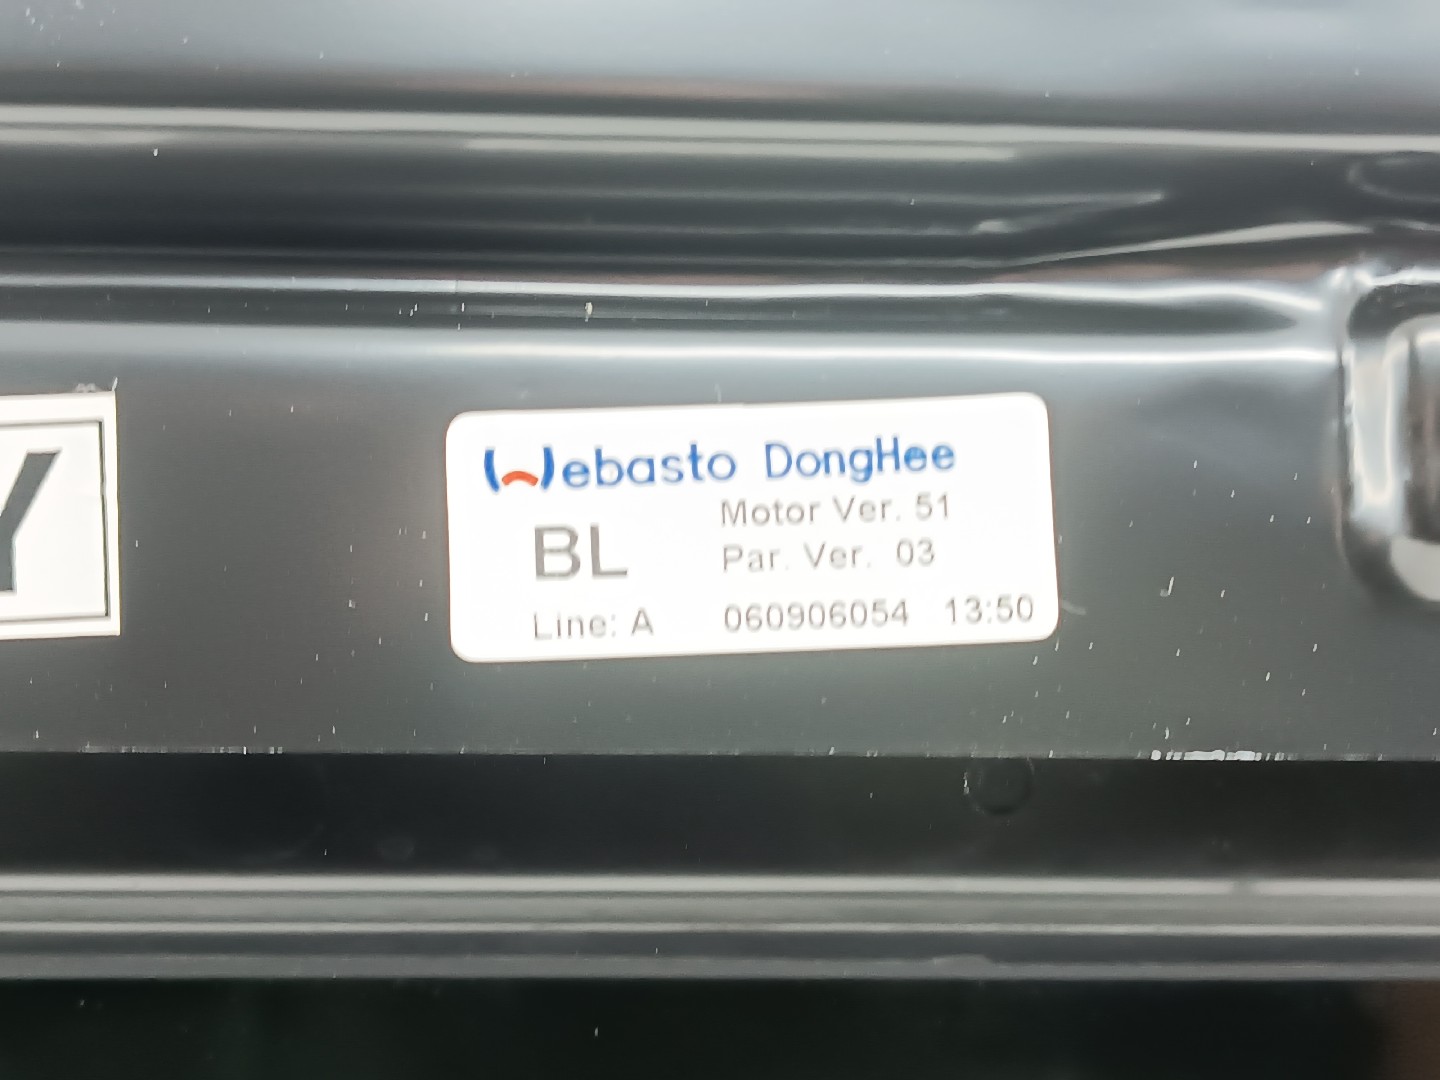 Y
Webasto DongHee
Motor Ver. 51
BL
Par. Ver. 03
Line: A 060906054 13:50